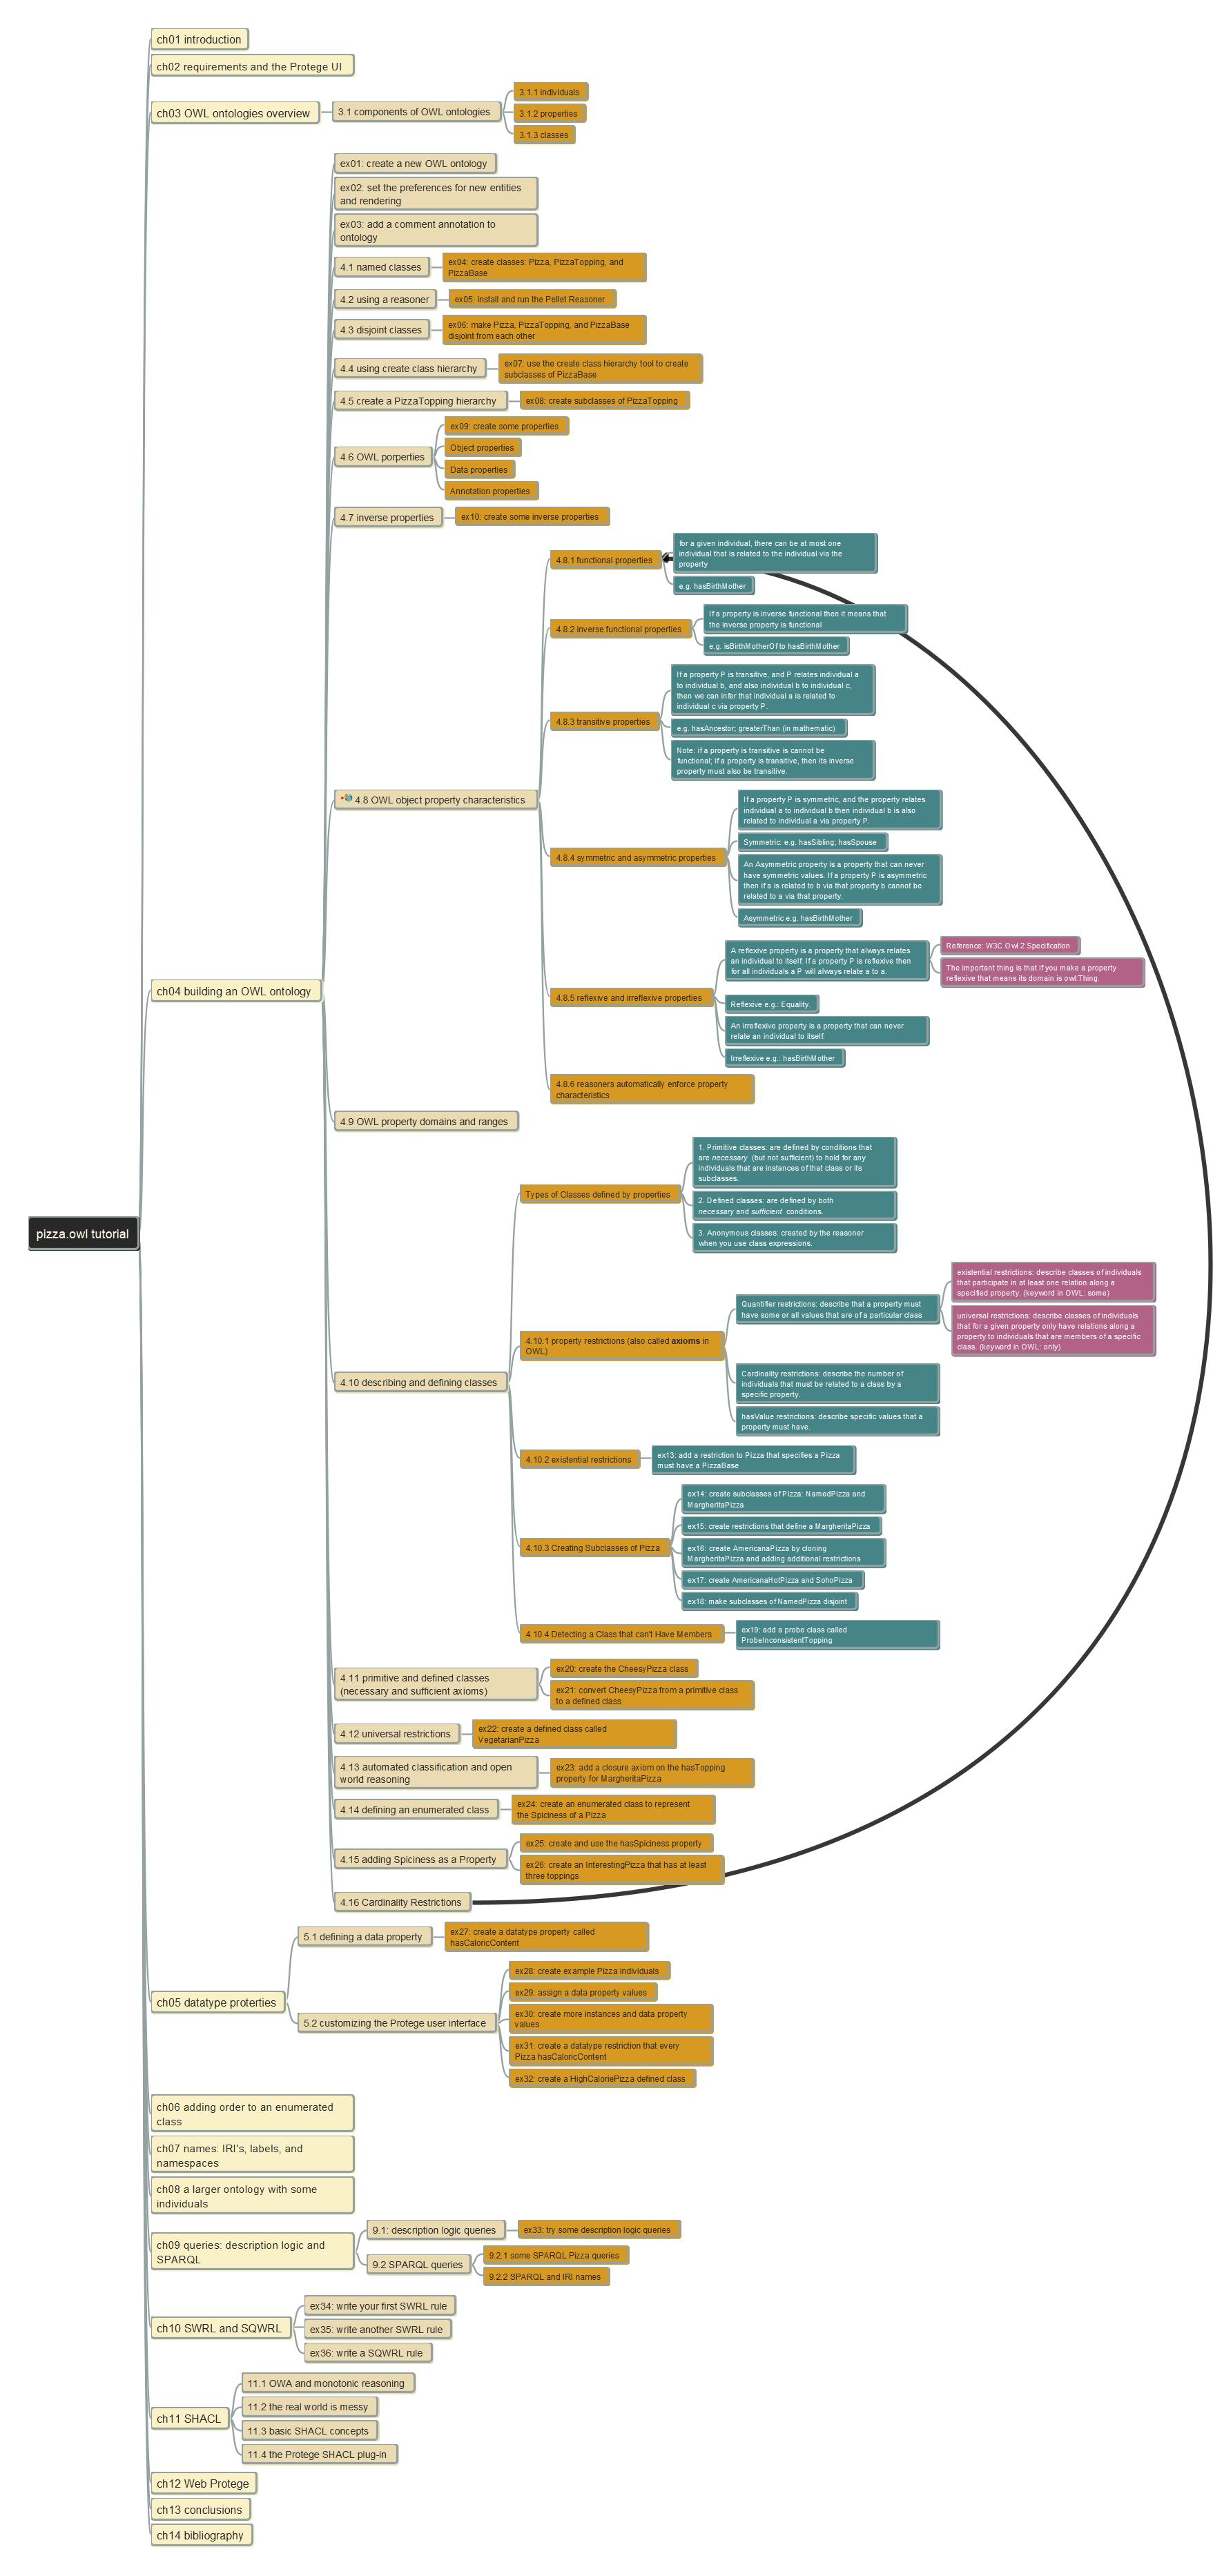 pizza.owl tutorial
ch01 introduction
ch02 requirements and the Protege UI
ch03 OWL ontologies overview
3.1 components of OWL ontologies
3.1.1 individuals
3.1.2 properties
3.1.3 classes
ch04 building an OWL ontology
ex01: create a new OWL ontology
ex02: set the preferences for new entities
and rendering
ex03: add a comment annotation to
ontology
4.1 named classes
ex04: create classes: Pizza, PizzaTopping, and
PizzaBase
4.2 using a reasoner
ex05: install and run the Pellet Reasoner
4.3 disjoint classes
ex06: make Pizza, PizzaTopping, and PizzaBase
disjoint from each other
4.4 using create class hierarchy
ex07: use the create class hierarchy tool to create
subclasses of PizzaBase
4.5 create a PizzaTopping hierarchy
ex08: create subclasses of PizzaTopping
4.6 OWL porperties
ex09: create some properties
Object properties
Data properties
Annotation properties
4.7 inverse properties
ex10: create some inverse properties
4.8 OWL object property characteristics
4.8.1 functional properties
for a given individual, there can be at most one
individual that is related to the individual via the
property
e.g. hasBirthMother
4.8.2 inverse functional properties
If a property is inverse functional then it means that
the inverse property is functional
e.g. isBirthMotherOf to hasBirthMother
4.8.3 transitive properties
If a property P is transitive, and P relates individual a
to individual b, and also individual b to individual c,
then we can infer that individual a is related to
individual c via property P.
e.g. hasAncestor; greaterThan (in mathematic)
Note: if a property is transitive is cannot be
functional; if a property is transitive, then its inverse
property must also be transitive.
4.8.4 symmetric and asymmetric properties
If a property P is symmetric, and the property relates
individual a to individual b then individual b is also
related to individual a via property P.
Symmetric: e.g. hasSibling; hasSpouse
An Asymmetric property is a property that can never
have symmetric values. If a property P is asymmetric
then if a is related to b via that property b cannot be
related to a via that property.
Asymmetric e.g. hasBirthMother
4.8.5 reflexive and irreflexive properties
A reflexive property is a property that always relates
an individual to itself. If a property P is reflexive then
for all individuals a P will always relate a to a.
Reference: W3C Owl 2 Specification
The important thing is that if you make a property
reflexive that means its domain is owl:Thing.
Reflexive e.g.: Equality.
An irreflexive property is a property that can never
relate an individual to itself.
Irreflexive e.g.: hasBirthMother
4.8.6 reasoners automatically enforce property
characteristics
4.9 OWL property domains and ranges
4.10 describing and defining classes
Types of Classes defined by properties
1. Primitive classes: are defined by conditions that
are necessary (but not sufficient) to hold for any
individuals that are instances of that class or its
subclasses.
2. Defined classes: are defined by both
necessary and sufficient conditions.
3. Anonymous classes: created by the reasoner
when you use class expressions.
4.10.1 property restrictions (also called axioms in
OWL)
Quantifier restrictions: describe that a property must
have some or all values that are of a particular class
existential restrictions: describe classes of individuals
that participate in at least one relation along a
specified property. (keyword in OWL: some)
universal restrictions: describe classes of individuals
that for a given property only have relations along a
property to individuals that are members of a specific
class. (keyword in OWL: only)
Cardinality restrictions: describe the number of
individuals that must be related to a class by a
specific property.
hasValue restrictions: describe specific values that a
property must have.
4.10.2 existential restrictions
ex13: add a restriction to Pizza that specifies a Pizza
must have a PizzaBase
4.10.3 Creating Subclasses of Pizza
ex14: create subclasses of Pizza: NamedPizza and
MargheritaPizza
ex15: create restrictions that define a MargheritaPizza
ex16: create AmericanaPizza by cloning
MargheritaPizza and adding additional restrictions
ex17: create AmericanaHotPizza and SohoPizza
ex18: make subclasses of NamedPizza disjoint
4.10.4 Detecting a Class that can't Have Members
ex19: add a probe class called
ProbeInconsistentTopping
4.11 primitive and defined classes
(necessary and sufficient axioms)
ex20: create the CheesyPizza class
ex21: convert CheesyPizza from a primitive class
to a defined class
4.12 universal restrictions
ex22: create a defined class called
VegetarianPizza
4.13 automated classification and open
world reasoning
ex23: add a closure axiom on the hasTopping
property for MargheritaPizza
4.14 defining an enumerated class
ex24: create an enumerated class to represent
the Spiciness of a Pizza
4.15 adding Spiciness as a Property
ex25: create and use the hasSpiciness property
ex26: create an InterestingPizza that has at least
three toppings
4.16 Cardinality Restrictions
ch05 datatype proterties
5.1 defining a data property
ex27: create a datatype property called
hasCaloricContent
5.2 customizing the Protege user interface
ex28: create example Pizza individuals
ex29: assign a data property values
ex30: create more instances and data property
values
ex31: create a datatype restriction that every
Pizza hasCaloricContent
ex32: create a HighCaloriePizza defined class
ch06 adding order to an enumerated
class
ch07 names: IRI's, labels, and
namespaces
ch08 a larger ontology with some
individuals
ch09 queries: description logic and
SPARQL
9.1: description logic queries
ex33: try some description logic queries
9.2 SPARQL queries
9.2.1 some SPARQL Pizza queries
9.2.2 SPARQL and IRI names
ch10 SWRL and SQWRL
ex34: write your first SWRL rule
ex35: write another SWRL rule
ex36: write a SQWRL rule
ch11 SHACL
11.1 OWA and monotonic reasoning
11.2 the real world is messy
11.3 basic SHACL concepts
11.4 the Protege SHACL plug-in
ch12 Web Protege
ch13 conclusions
ch14 bibliography